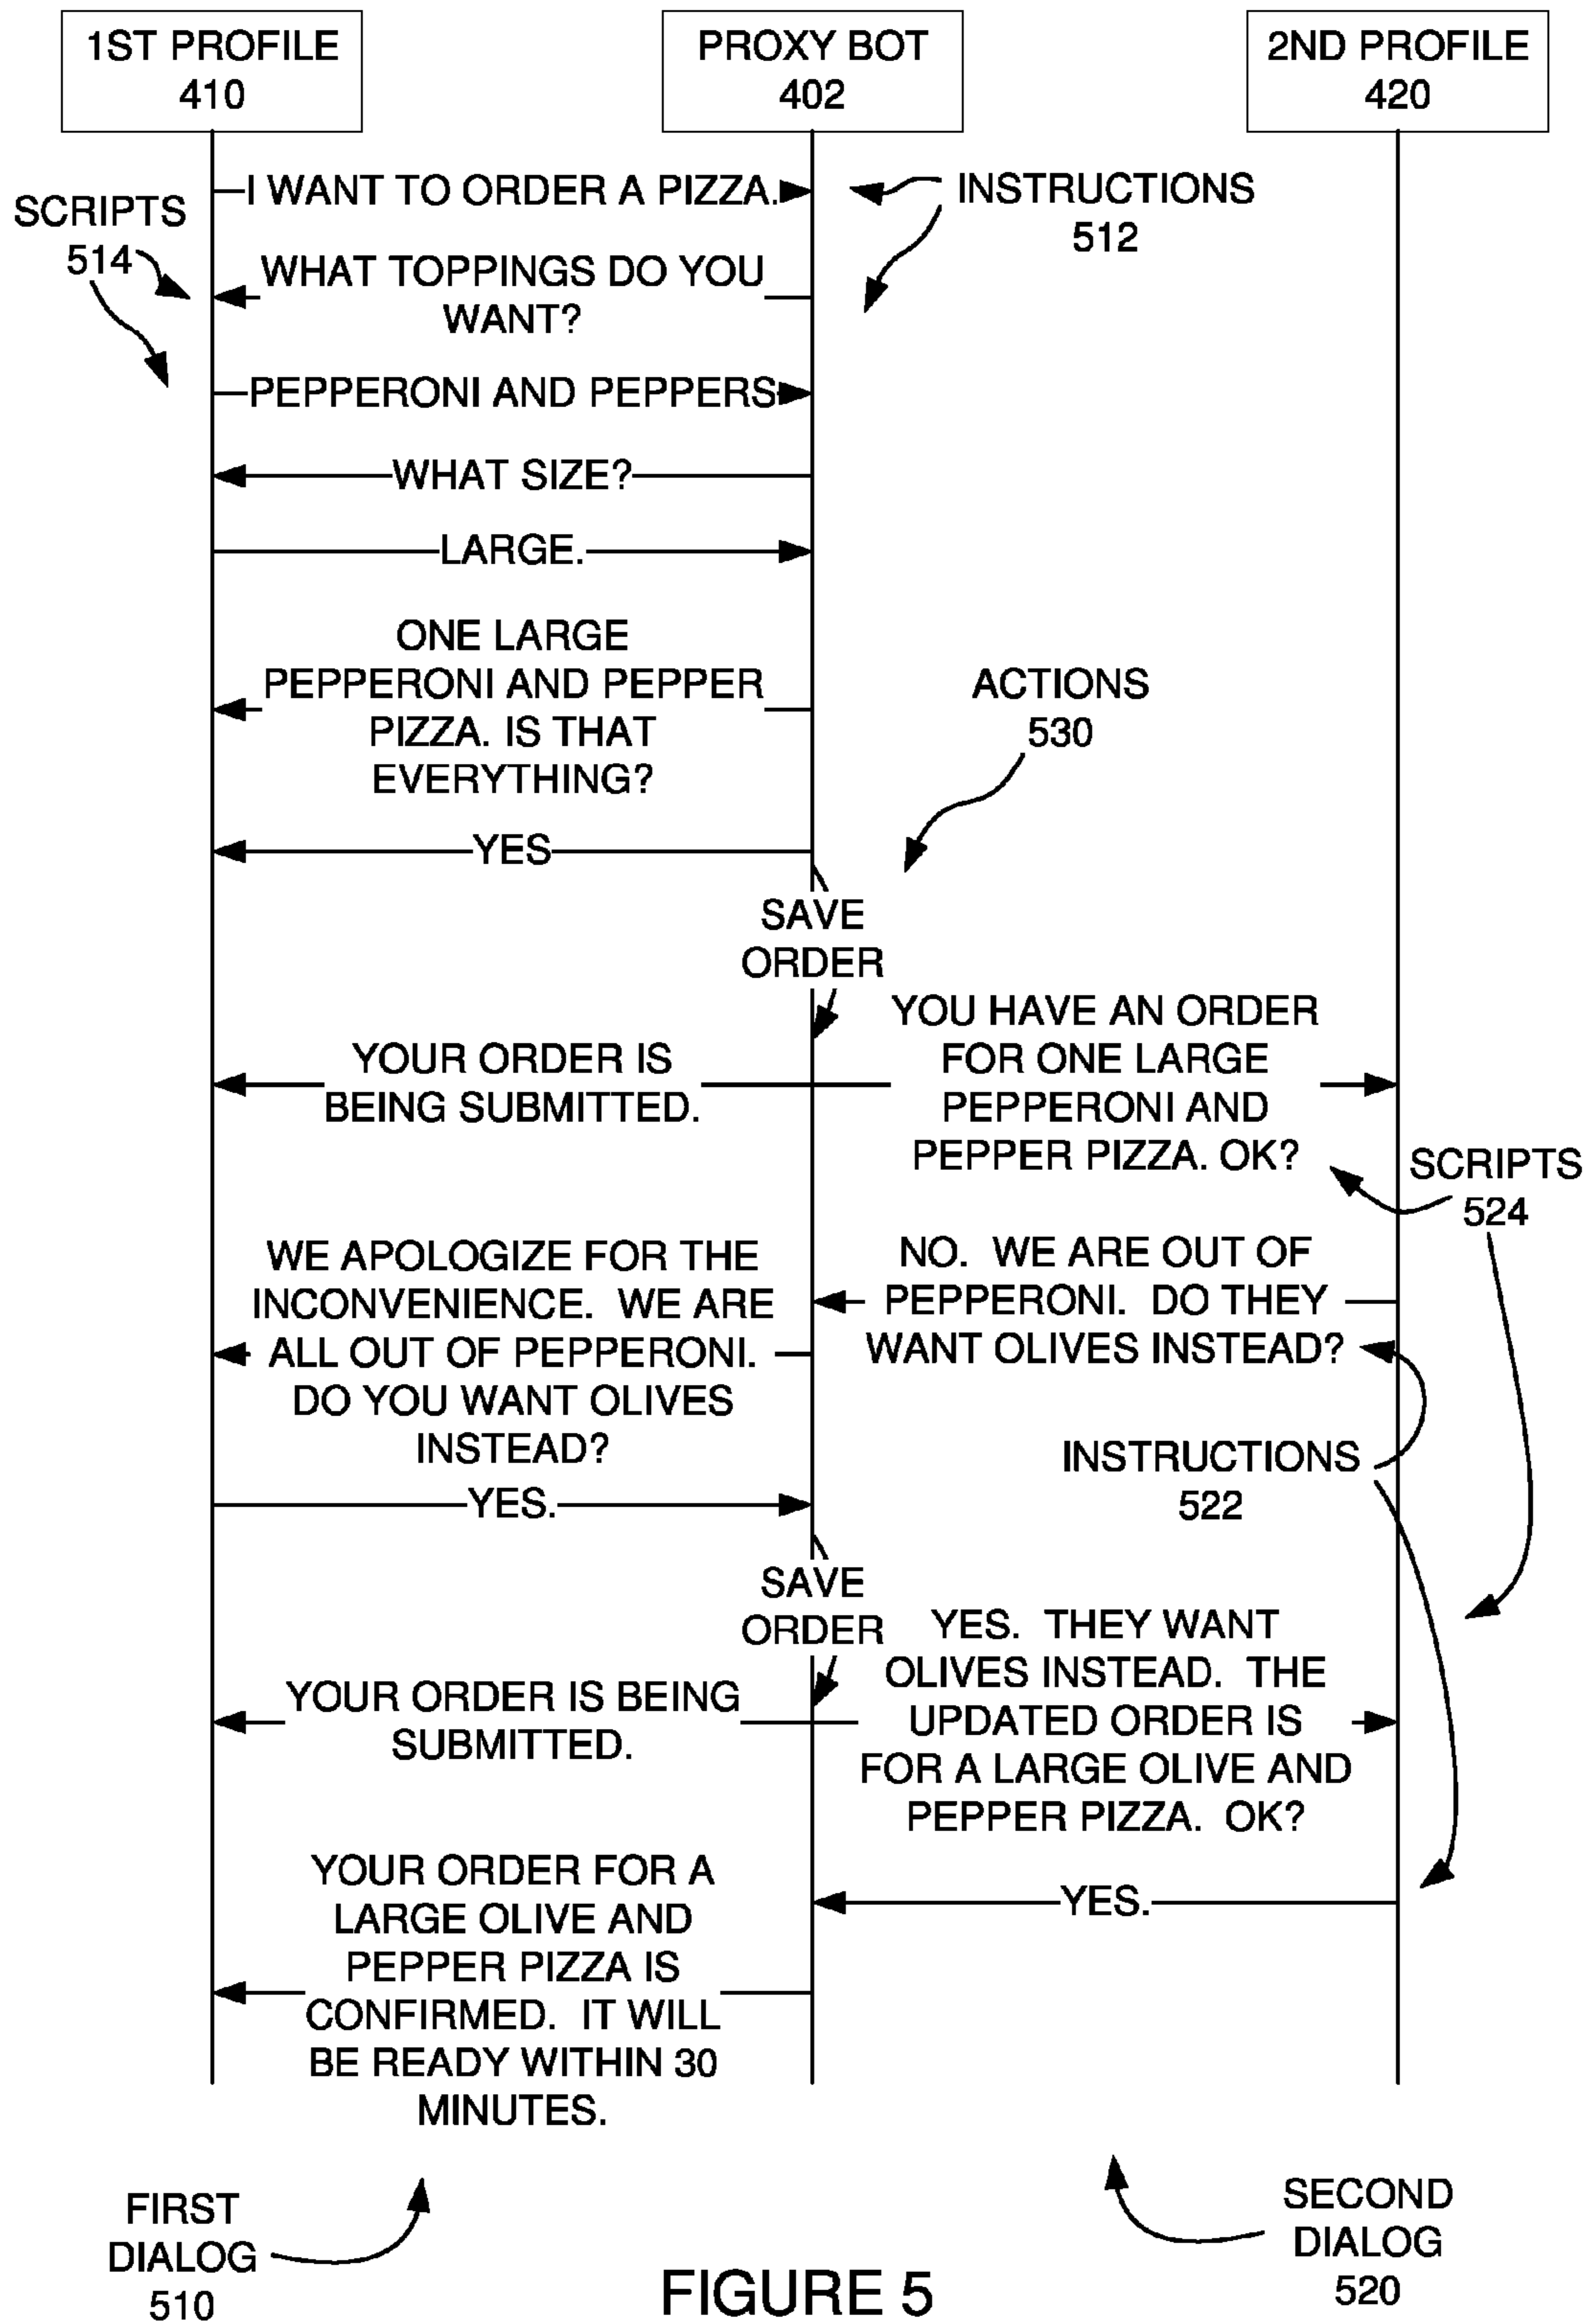 1ST PROFILE
410
PROXY BOT
402
2ND PROFILE
420
I WANT TO ORDER A PIZZA.
INSTRUCTIONS
512
SCRIPTS
514
WHAT TOPPINGS DO YOU
WANT?
PEPPERONI AND PEPPERS
WHAT SIZE?
LARGE.
ONE LARGE
PEPPERONI AND PEPPER
PIZZA. IS THAT
EVERYTHING?
ACTIONS
530
YES
SAVE
ORDER
YOUR ORDER IS
BEING SUBMITTED.
YOU HAVE AN ORDER
FOR ONE LARGE
PEPPERONI AND
PEPPER PIZZA. OK?
SCRIPTS
524
NO. WE ARE OUT OF
PEPPERONI. DO THEY
WANT OLIVES INSTEAD?
WE APOLOGIZE FOR THE
INCONVENIENCE. WE ARE
ALL OUT OF PEPPERONI.
DO YOU WANT OLIVES
INSTEAD?
INSTRUCTIONS
522
YES.
SAVE
ORDER
YOUR ORDER IS BEING
SUBMITTED.
YES. THEY WANT
OLIVES INSTEAD. THE
UPDATED ORDER IS
FOR A LARGE OLIVE AND
PEPPER PIZZA. OK?
YES.
YOUR ORDER FOR A
LARGE OLIVE AND
PEPPER PIZZA IS
CONFIRMED. IT WILL
BE READY WITHIN 30
MINUTES.
FIRST
DIALOG
510
SECOND
DIALOG
520
FIGURE 5